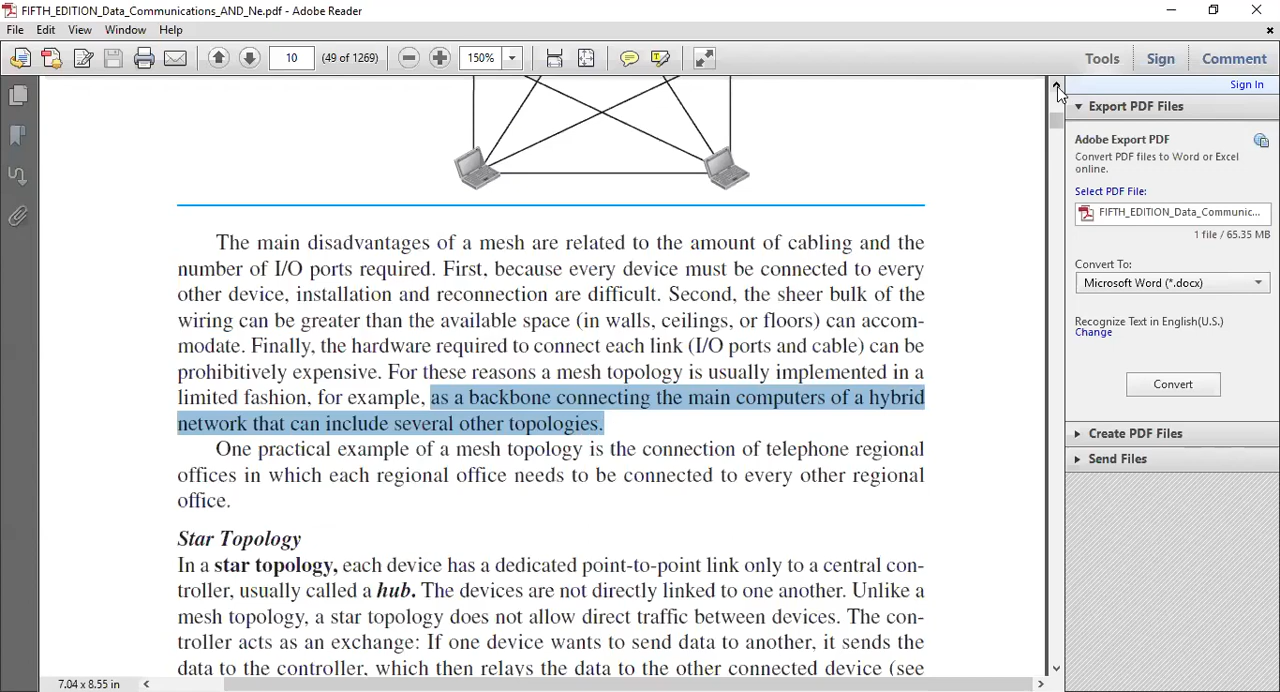 FIFTH_EDITION_Data_Communications_AND_Ne.pdf - Adobe Reader
File Edit View Window Help
10 (49 of 1269) 150% Tools Sign Comment
Sign In
Export PDF Files
Adobe Export PDF
Convert PDF files to Word or Excel
online.
Select PDF File:
FIFTH_EDITION_Data_Communic...
1 file / 65.35 MB
Convert To:
Microsoft Word (*.docx)
Recognize Text in English(U.S.)
Change
Convert
Create PDF Files
Send Files
The main disadvantages of a mesh are related to the amount of cabling and the
number of I/O ports required. First, because every device must be connected to every
other device, installation and reconnection are difficult. Second, the sheer bulk of the
wiring can be greater than the available space (in walls, ceilings, or floors) can accom-
modate. Finally, the hardware required to connect each link (I/O ports and cable) can be
prohibitively expensive. For these reasons a mesh topology is usually implemented in a
limited fashion, for example, as a backbone connecting the main computers of a hybrid
network that can include several other topologies.
One practical example of a mesh topology is the connection of telephone regional
offices in which each regional office needs to be connected to every other regional
office.
Star Topology
In a star topology, each device has a dedicated point-to-point link only to a central con-
troller, usually called a hub. The devices are not directly linked to one another. Unlike a
mesh topology, a star topology does not allow direct traffic between devices. The con-
troller acts as an exchange: If one device wants to send data to another, it sends the
data to the controller, which then relays the data to the other connected device (see
7.04 x 8.55 in